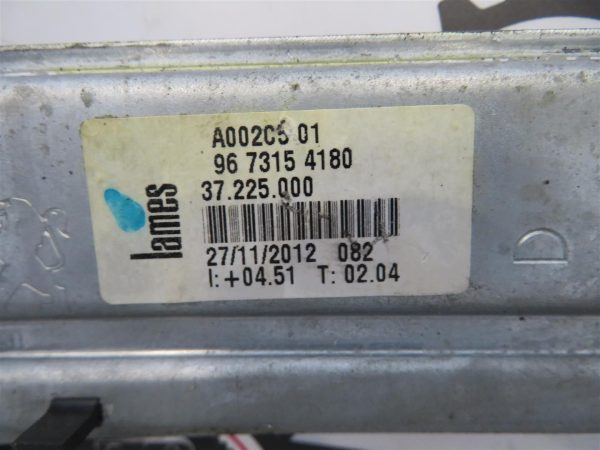 A002C5 01
96 7315 4180
37.225.000
lames
27/11/2012 082
I:+04.51 T: 02.04
D